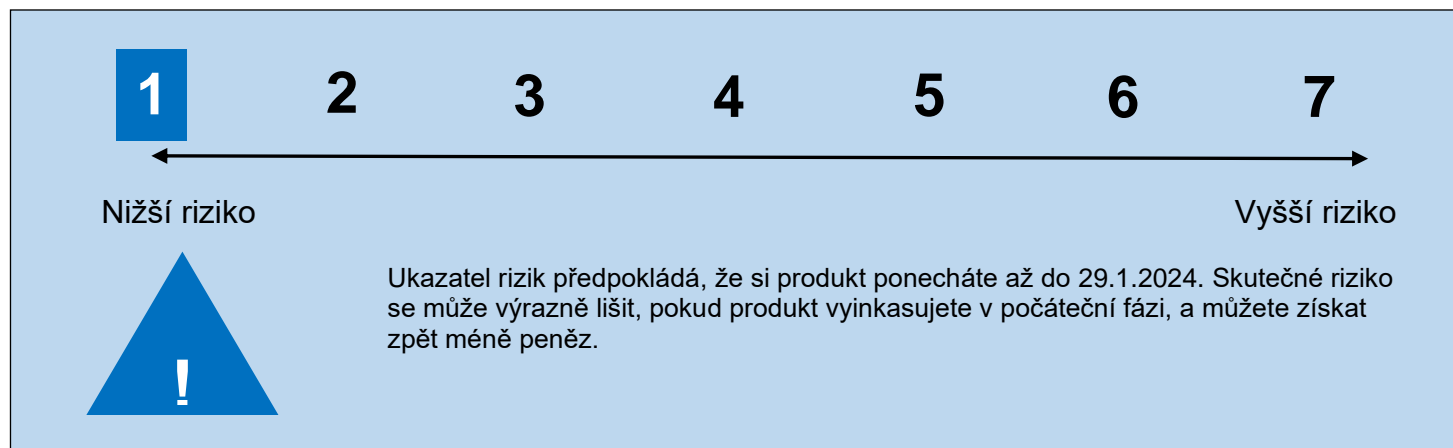 1 2 3 4 5 6 7
Nižší riziko Vyšší riziko
Ukazatel rizik předpokládá, že si produkt ponecháte až do 29.1.2024. Skutečné riziko
se může výrazně lišit, pokud produkt vyinkasujete v počáteční fázi, a můžete získat
zpět méně peněz.
!